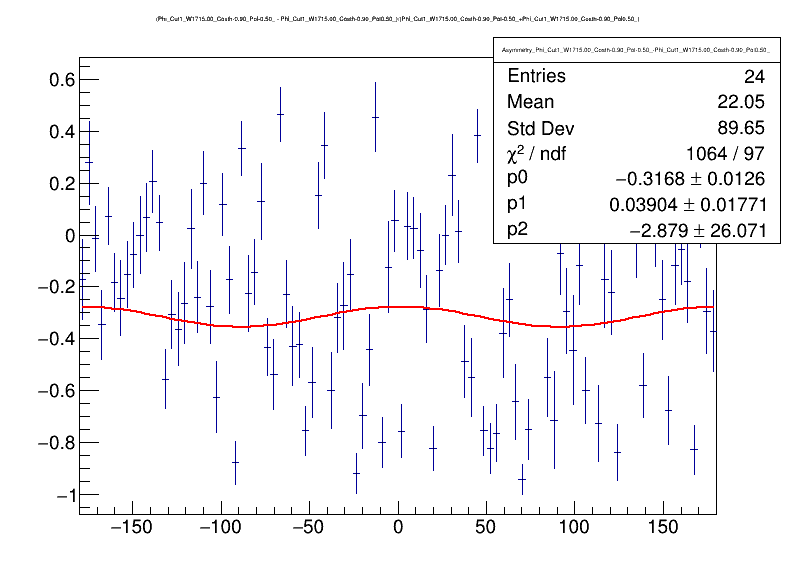 (Phi_Cut1_W1715.00_Costh-0.90_Pol-0.50_ - Phi_Cut1_W1715.00_Costh-0.90_Pol0.50_)/(Phi_Cut1_W1715.00_Costh-0.90_Pol-0.50_+Phi_Cut1_W1715.00_Costh-0.90_Pol0.50_)
Asymmetry_Phi_Cut1_W1715.00_Costh-0.90_Pol-0.50_-Phi_Cut1_W1715.00_Costh-0.90_Pol0.50_
Entries 24
Mean 22.05
Std Dev 89.65
χ² / ndf 1064 / 97
p0 −0.3168 ± 0.0126
p1 0.03904 ± 0.01771
p2 −2.879 ± 26.071
0.6
0.4
0.2
0
−0.2
−0.4
−0.6
−0.8
−1
−150 −100 −50 0 50 100 150